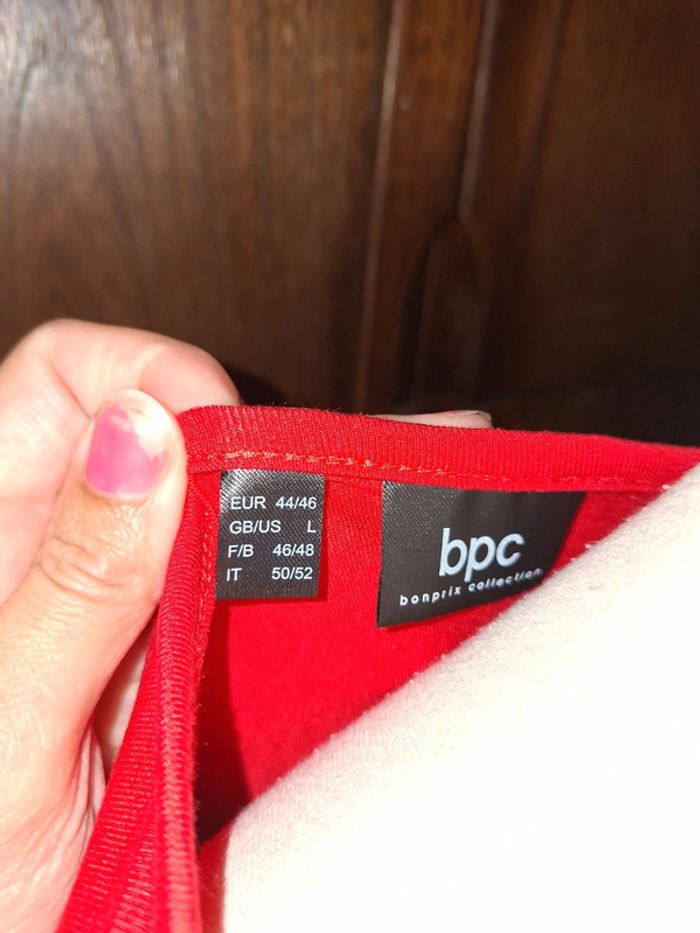 EUR 44/46
GB/US L
F/B 46/48
IT 50/52
bpc
bonprix collection